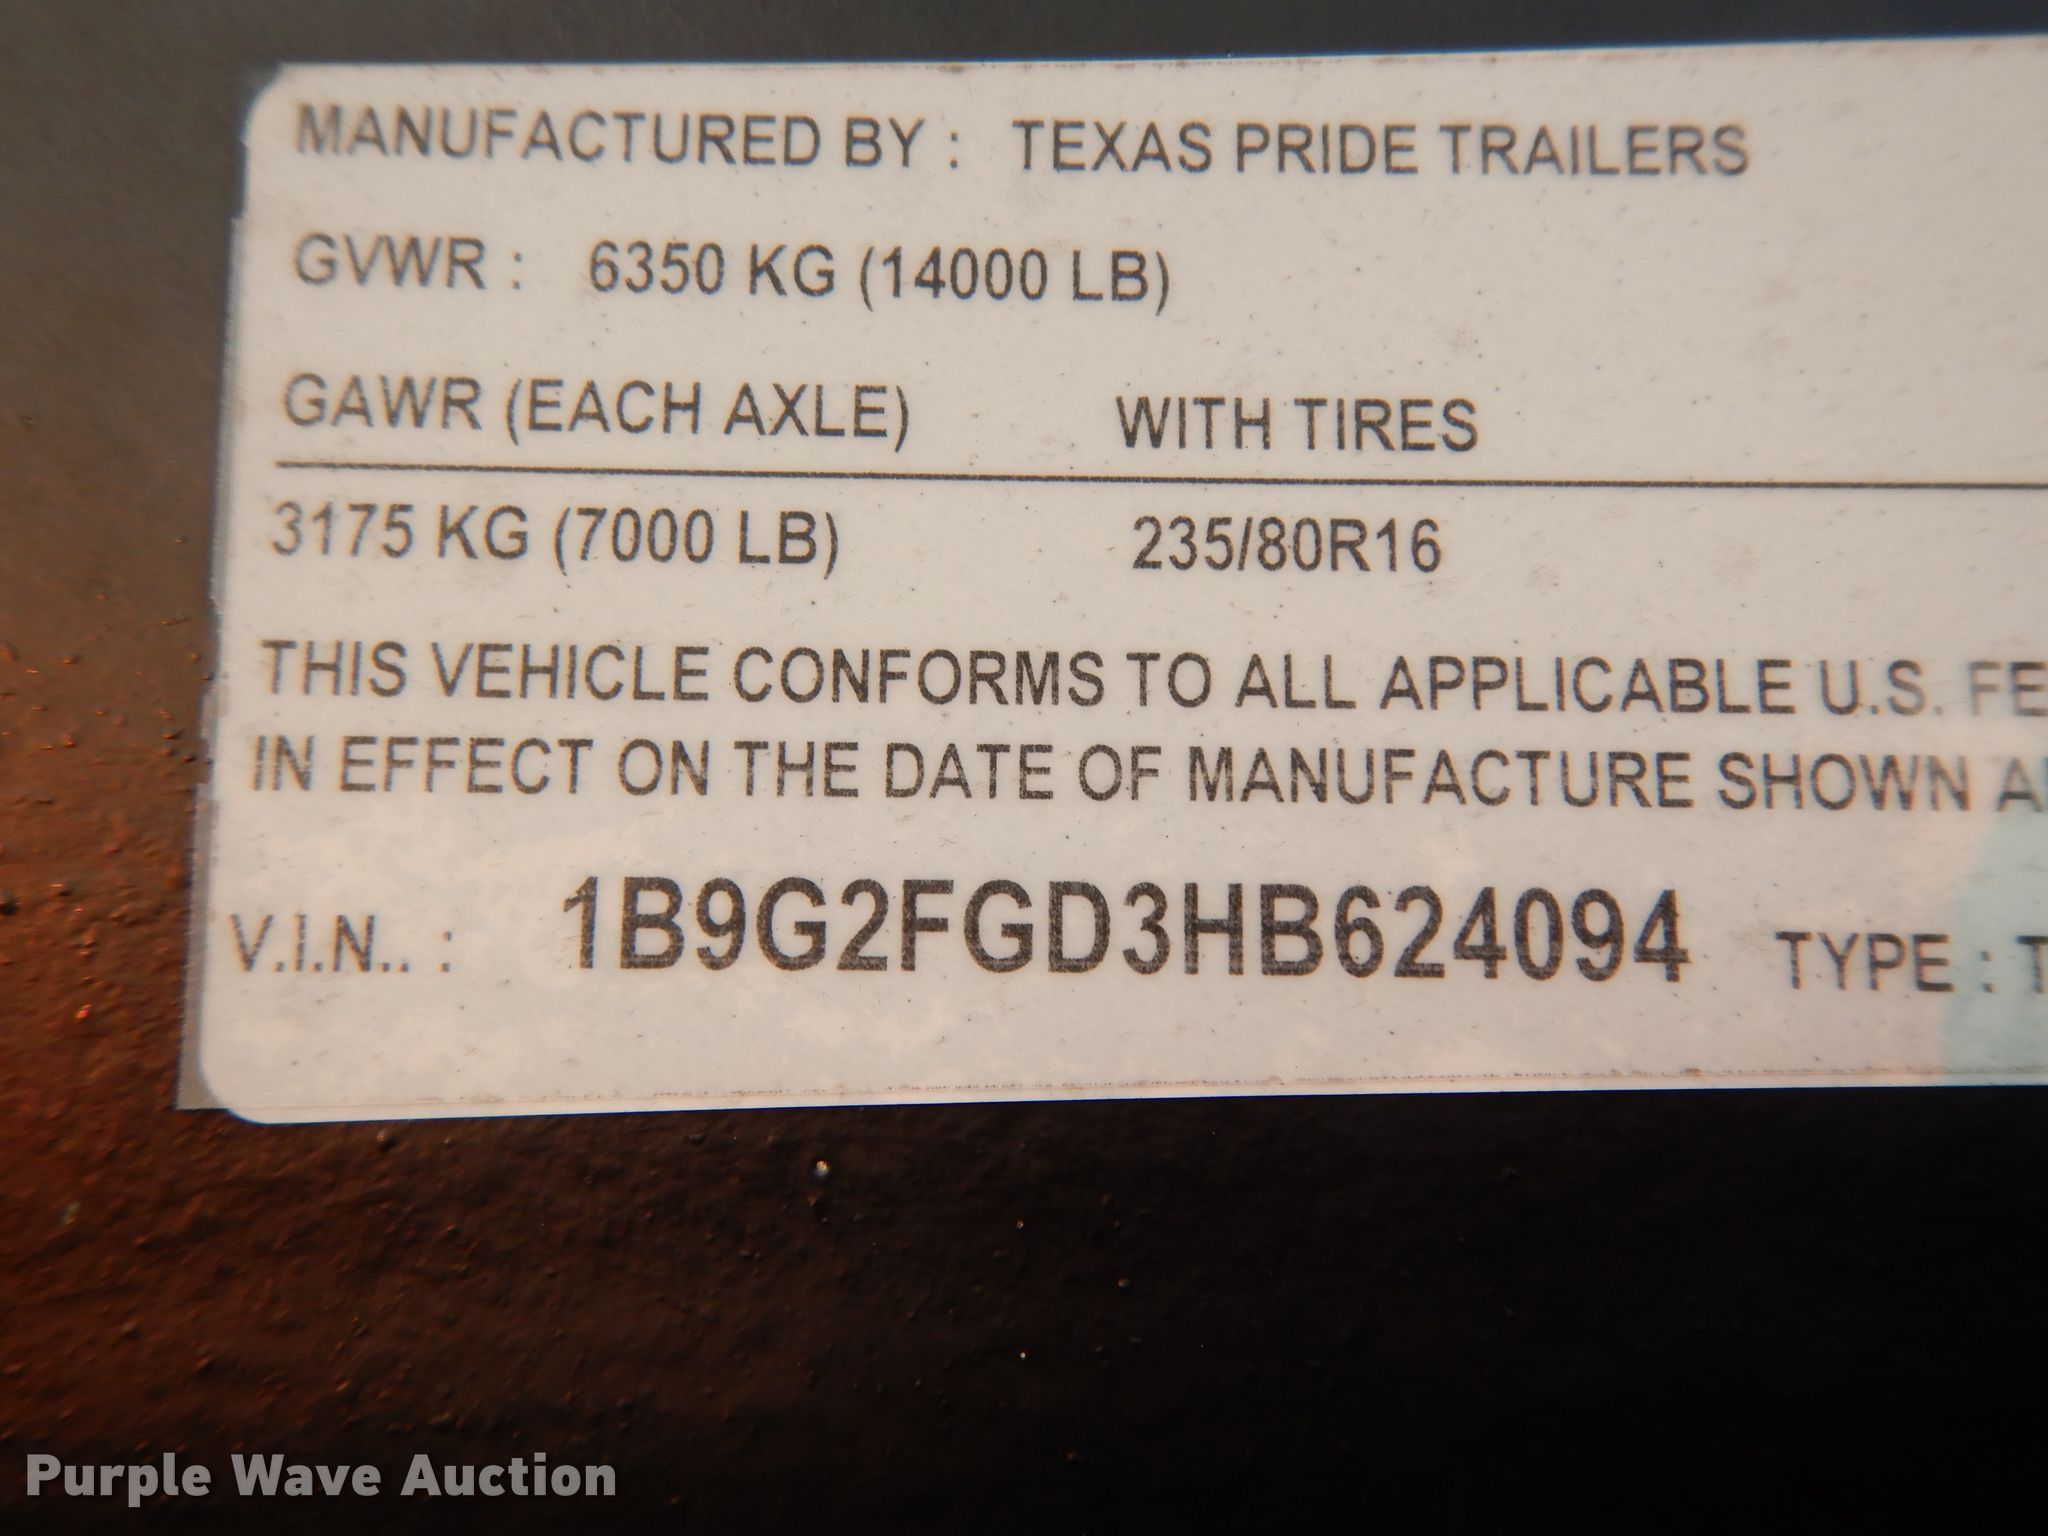 MANUFACTURED BY : TEXAS PRIDE TRAILERS
GVWR : 6350 KG (14000 LB)
GAWR (EACH AXLE) WITH TIRES
3175 KG (7000 LB) 235/80R16
THIS VEHICLE CONFORMS TO ALL APPLICABLE U.S. FE
IN EFFECT ON THE DATE OF MANUFACTURE SHOWN A
V.I.N.. : 1B9G2FGD3HB624094 TYPE : T
Purple Wave Auction